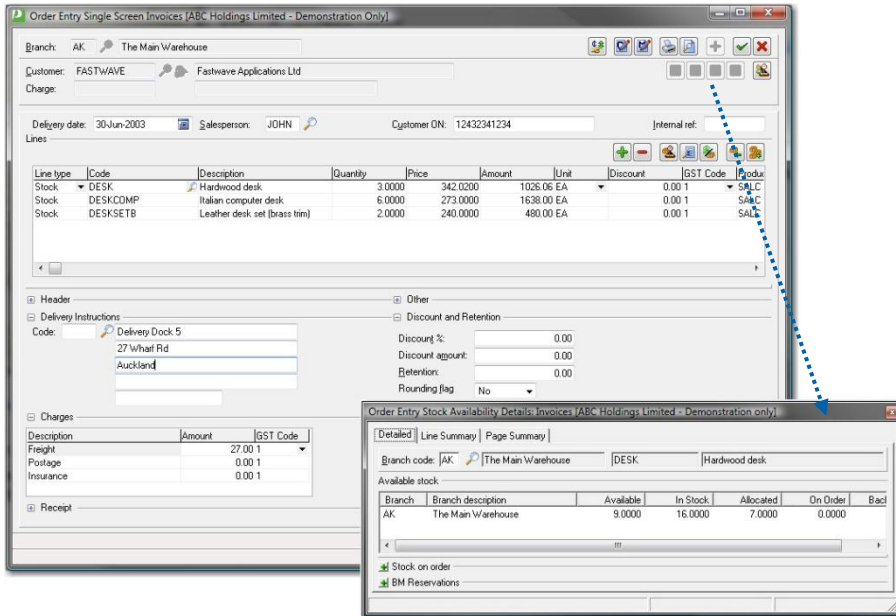 Order Entry Single Screen Invoices [ABC Holdings Limited - Demonstration Only]
Branch: AK The Main Warehouse
Customer: FASTWAVE Fastwave Applications Ltd
Charge:
Delivery date: 30-Jun-2003 Salesperson: JOHN Customer ON: 12432341234 Internal ref:
Lines
Line type Code Description Quantity Price Amount Unit Discount GST Code Produc
Stock DESK Hardwood desk 3.0000 342.0200 1026.06 EA 0.00 1 SALC
Stock DESKCOMP Italian computer desk 6.0000 273.0000 1638.00 EA 0.00 1 SALC
Stock DESKSETB Leather desk set (brass trim) 2.0000 240.0000 480.00 EA 0.00 1 SALC
Header Other
Delivery Instructions Discount and Retention
Code: Delivery Dock 5
27 Wharf Rd
Auckland
Discount %: 0.00
Discount amount: 0.00
Retention: 0.00
Rounding flag No
Charges
Description Amount GST Code
Freight 27.00 1
Postage 0.00 1
Insurance 0.00 1
Receipt
Order Entry Stock Availability Details: Invoices [ABC Holdings Limited - Demonstration only]
Detailed Line Summary Page Summary
Branch code: AK The Main Warehouse DESK Hardwood desk
Available stock
Branch Branch description Available In Stock Allocated On Order Bacl
AK The Main Warehouse 9.0000 16.0000 7.0000 0.0000
Stock on order
BM Reservations